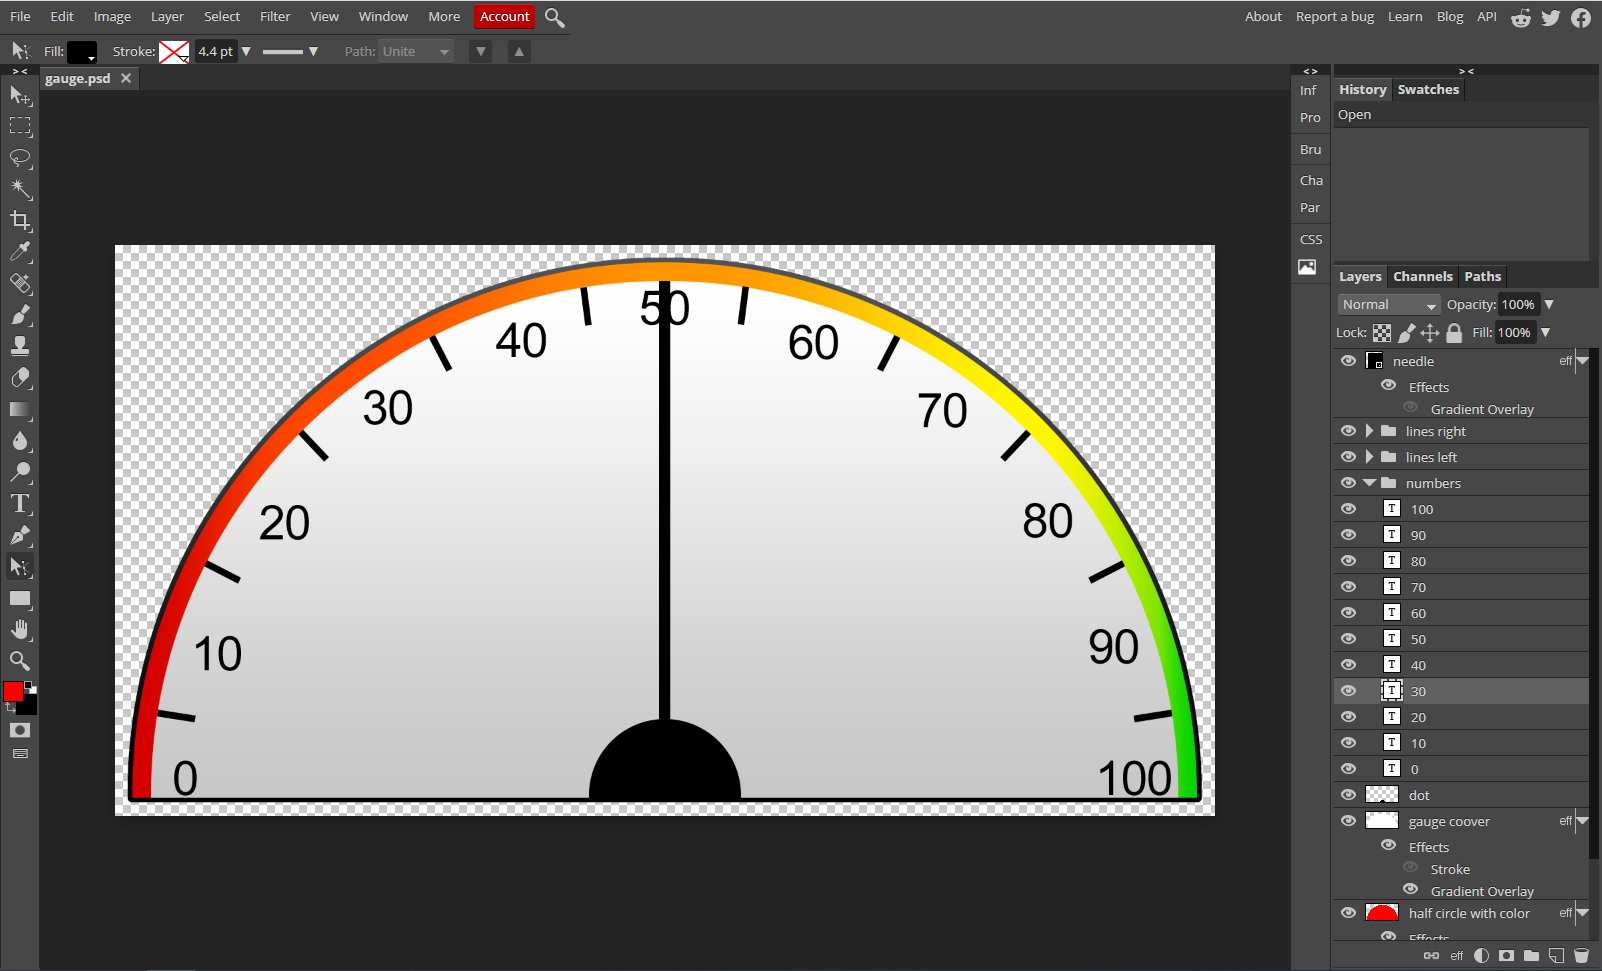 File Edit Image Layer Select Filter View Window More Account About Report a bug Learn Blog API
Fill: Stroke: 4.4 pt Path: Unite
gauge.psd
Inf
Pro
Bru
Cha
Par
CSS
History Swatches
Open
Layers Channels Paths
Normal Opacity: 100%
Lock: Fill: 100%
needle eff
Effects
Gradient Overlay
lines right
lines left
numbers
100
90
80
70
60
50
40
30
20
10
0
dot
gauge coover eff
Effects
Stroke
Gradient Overlay
half circle with color eff
Effects
eff
0
10
20
30
40
50
60
70
80
90
100